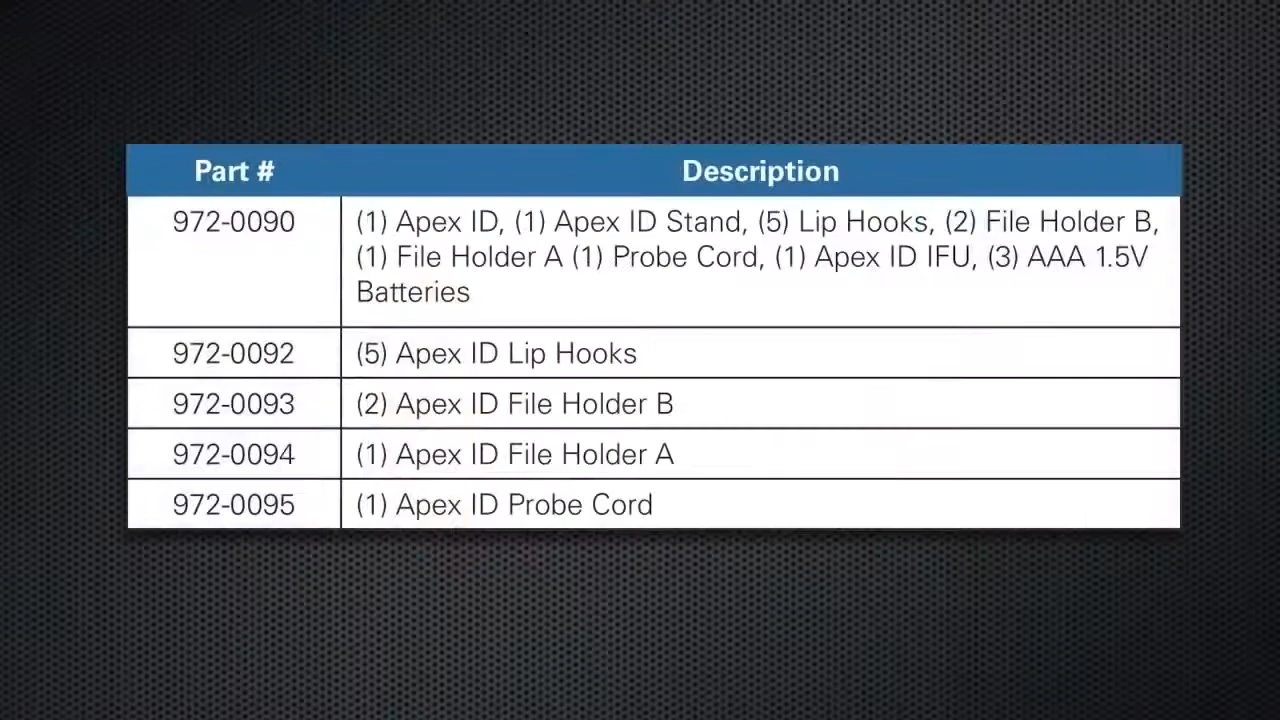 Part # Description
972-0090 (1) Apex ID, (1) Apex ID Stand, (5) Lip Hooks, (2) File Holder B,
(1) File Holder A (1) Probe Cord, (1) Apex ID IFU, (3) AAA 1.5V
Batteries
972-0092 (5) Apex ID Lip Hooks
972-0093 (2) Apex ID File Holder B
972-0094 (1) Apex ID File Holder A
972-0095 (1) Apex ID Probe Cord